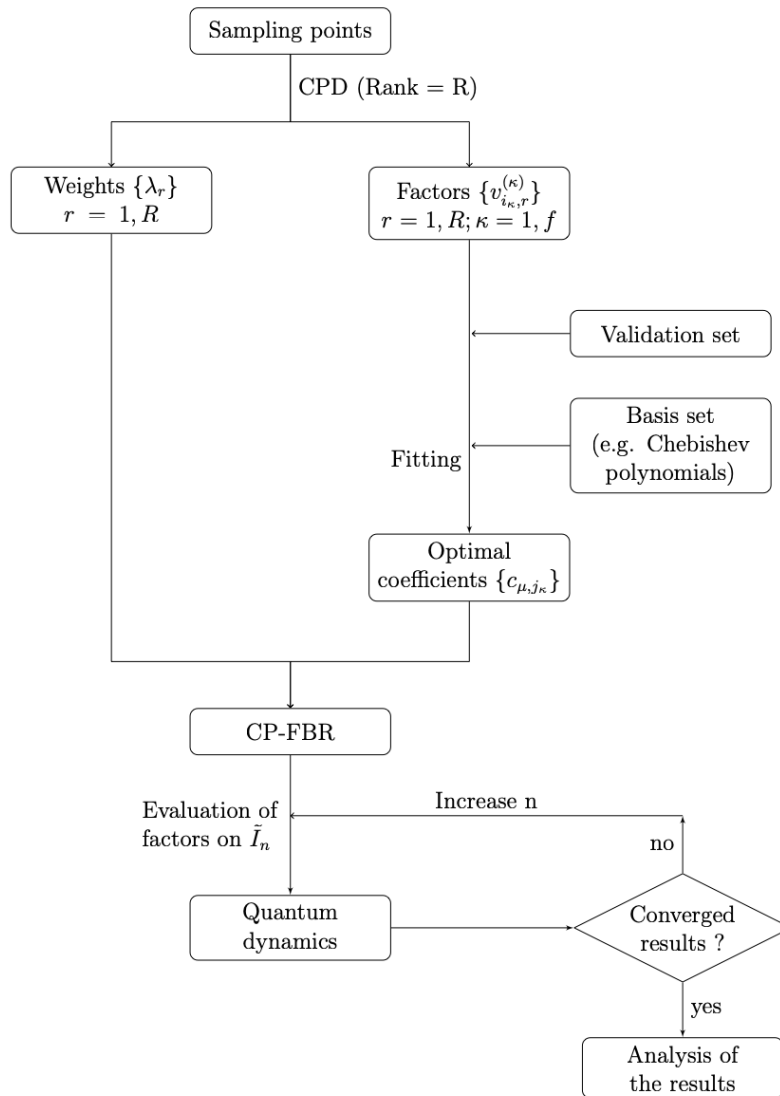 Sampling points
CPD (Rank = R)
Weights {λ_r}
r = 1, R
Factors {v_{i_κ,r}^{(κ)}}
r = 1, R; κ = 1, f
Validation set
Basis set
(e.g. Chebishev
polynomials)
Fitting
Optimal
coefficients {c_{μ,j_κ}}
CP-FBR
Evaluation of
factors on Ĩ_n
Increase n
no
Quantum
dynamics
Converged
results ?
yes
Analysis of
the results